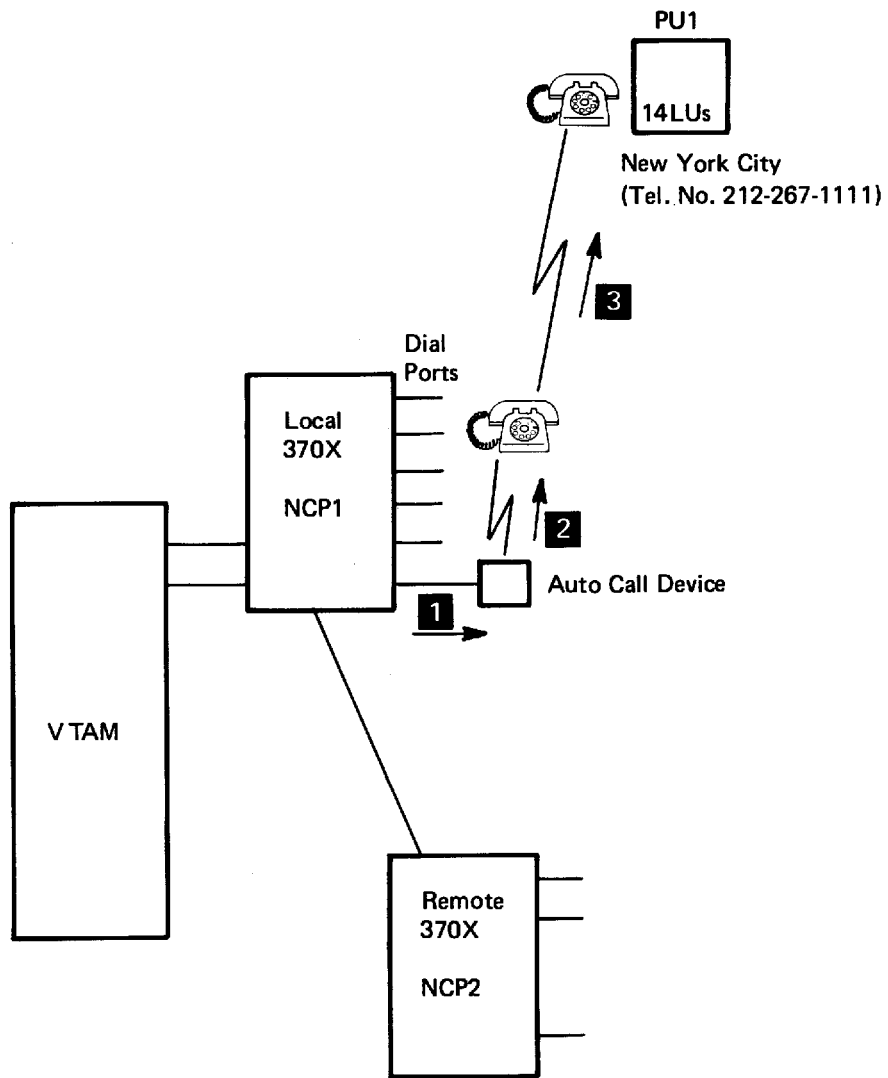 PU1
14LUs
New York City
(Tel. No. 212-267-1111)
3
Dial
Ports
Local
370X
NCP1
2
Auto Call Device
1
VTAM
Remote
370X
NCP2